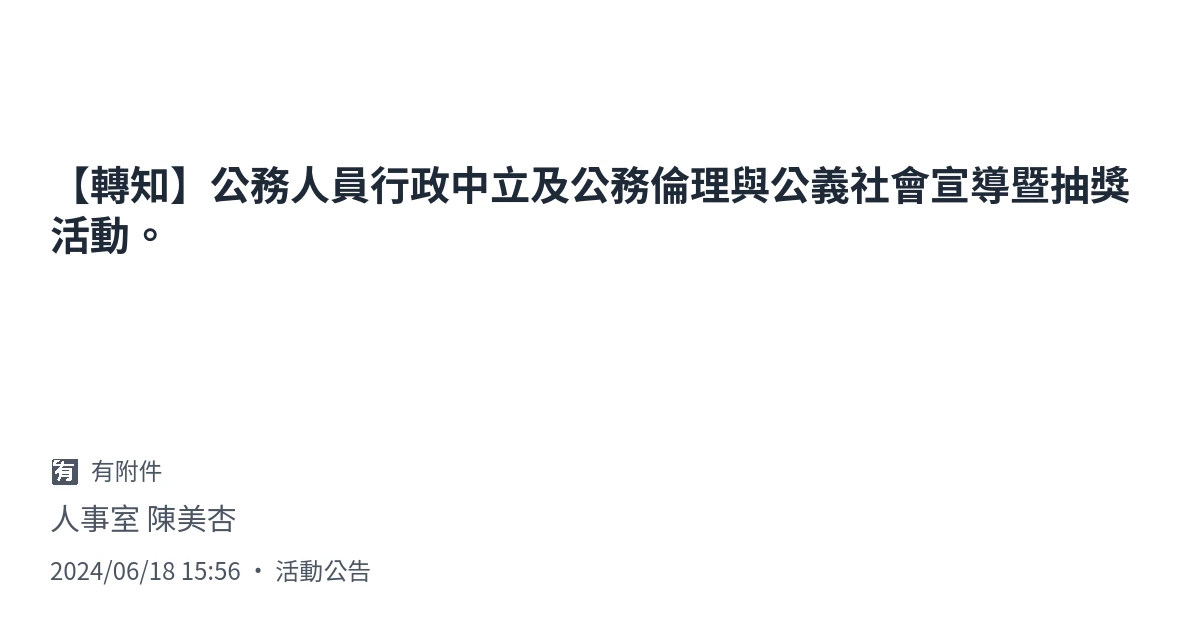 【轉知】公務人員行政中立及公務倫理與公義社會宣導暨抽獎
活動。
有 有附件
人事室 陳美杏
2024/06/18 15:56 • 活動公告